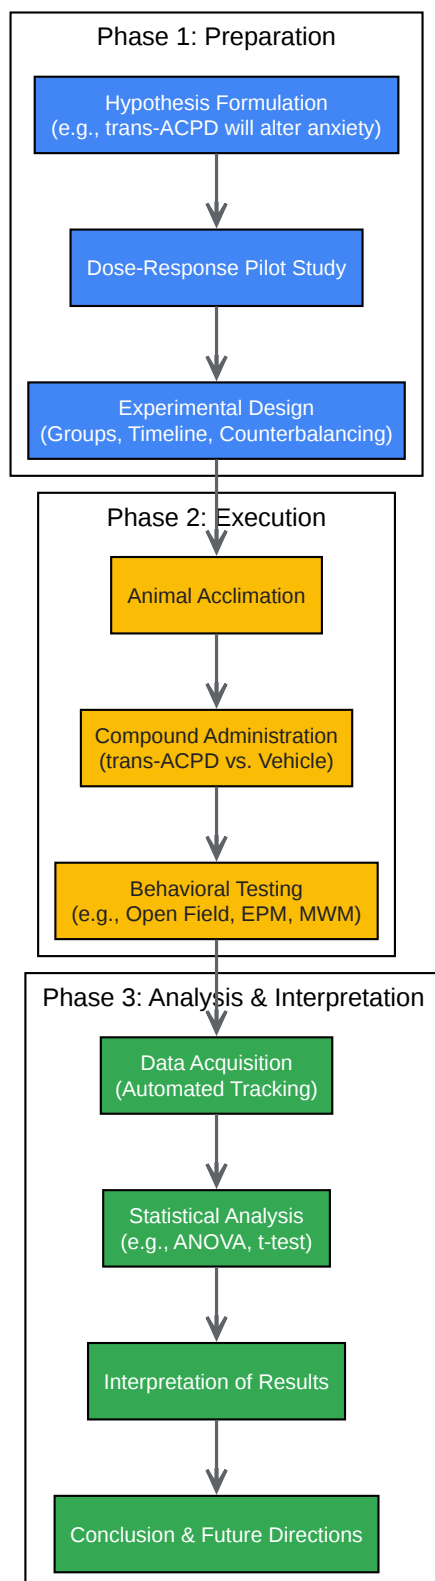 Phase 1: Preparation
Hypothesis Formulation
(e.g., trans-ACPD will alter anxiety)
Dose-Response Pilot Study
Experimental Design
(Groups, Timeline, Counterbalancing)
Phase 2: Execution
Animal Acclimation
Compound Administration
(trans-ACPD vs. Vehicle)
Behavioral Testing
(e.g., Open Field, EPM, MWM)
Phase 3: Analysis & Interpretation
Data Acquisition
(Automated Tracking)
Statistical Analysis
(e.g., ANOVA, t-test)
Interpretation of Results
Conclusion & Future Directions